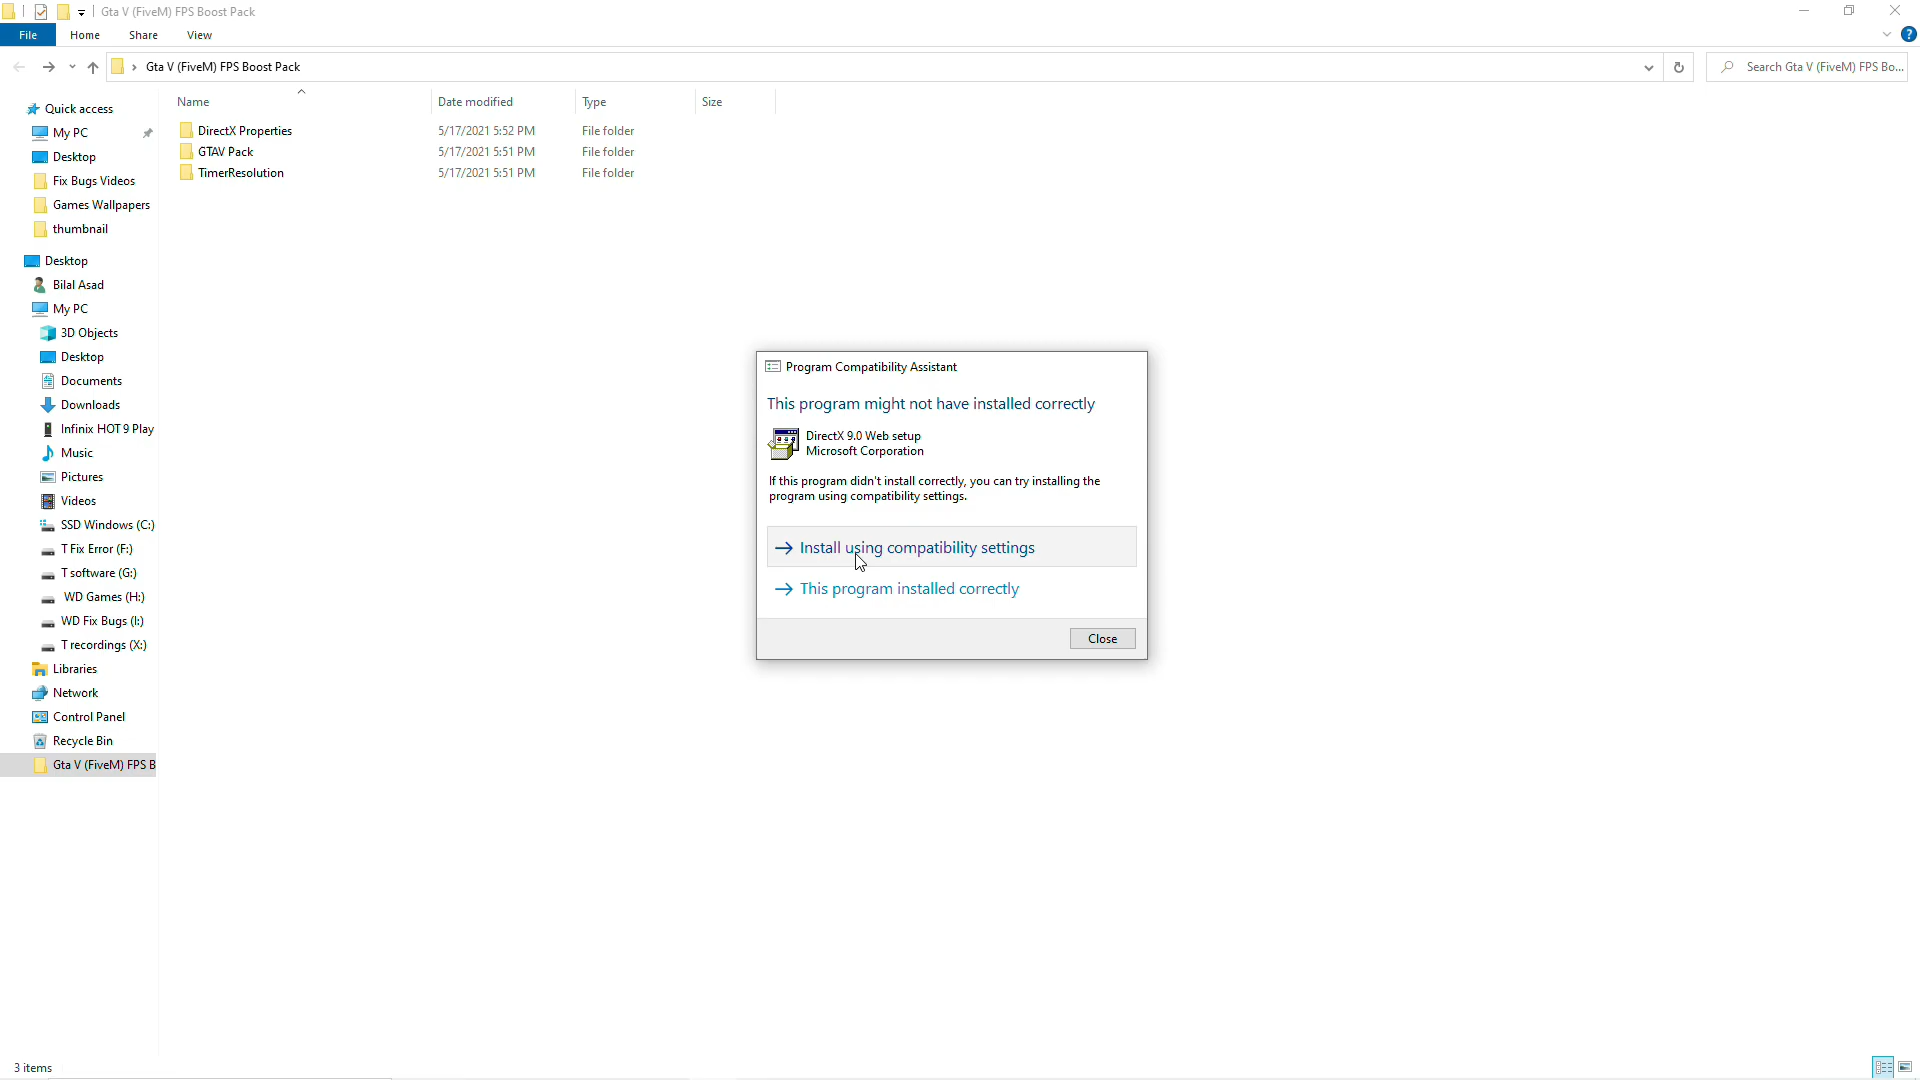 Gta V (FiveM) FPS Boost Pack
File Home Share View
Gta V (FiveM) FPS Boost Pack
Search Gta V (FiveM) FPS Bo...
Name Date modified Type Size
DirectX Properties 5/17/2021 5:52 PM File folder
GTAV Pack 5/17/2021 5:51 PM File folder
TimerResolution 5/17/2021 5:51 PM File folder
Quick access
My PC
Desktop
Fix Bugs Videos
Games Wallpapers
thumbnail
Desktop
Bilal Asad
My PC
3D Objects
Desktop
Documents
Downloads
Infinix HOT 9 Play
Music
Pictures
Videos
SSD Windows (C:)
T Fix Error (F:)
T software (G:)
WD Games (H:)
WD Fix Bugs (I:)
T recordings (X:)
Libraries
Network
Control Panel
Recycle Bin
Gta V (FiveM) FPS B
Program Compatibility Assistant
This program might not have installed correctly
DirectX 9.0 Web setup
Microsoft Corporation
If this program didn't install correctly, you can try installing the
program using compatibility settings.
Install using compatibility settings
This program installed correctly
Close
3 items